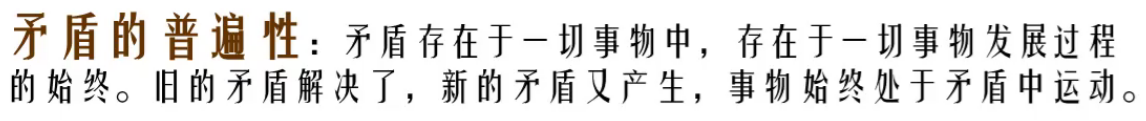 矛盾的普遍性：矛盾存在于一切事物中，存在于一切事物发展过程
的始终。旧的矛盾解决了，新的矛盾又产生，事物始终处于矛盾中运动。